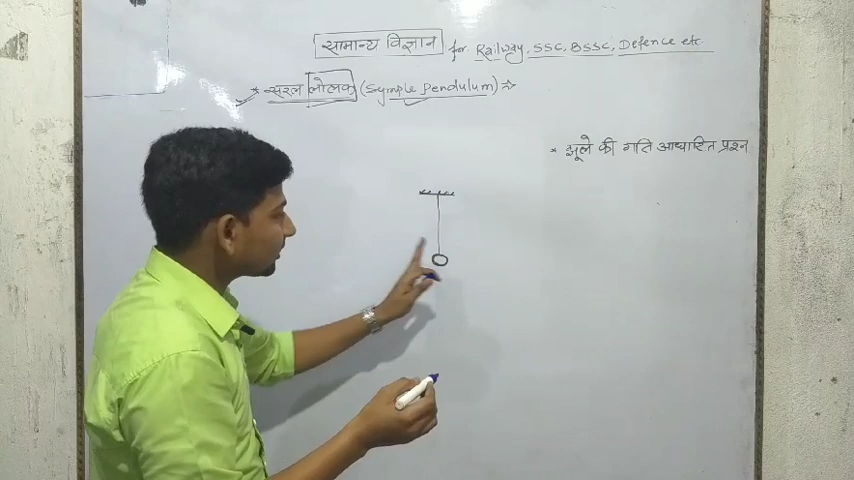 सामान्य विज्ञान for Railway, SSC, BSSC, Defence etc
* सरल लोलक (Symple Pendulum) =>
* झूले की गति आधारित प्रश्न